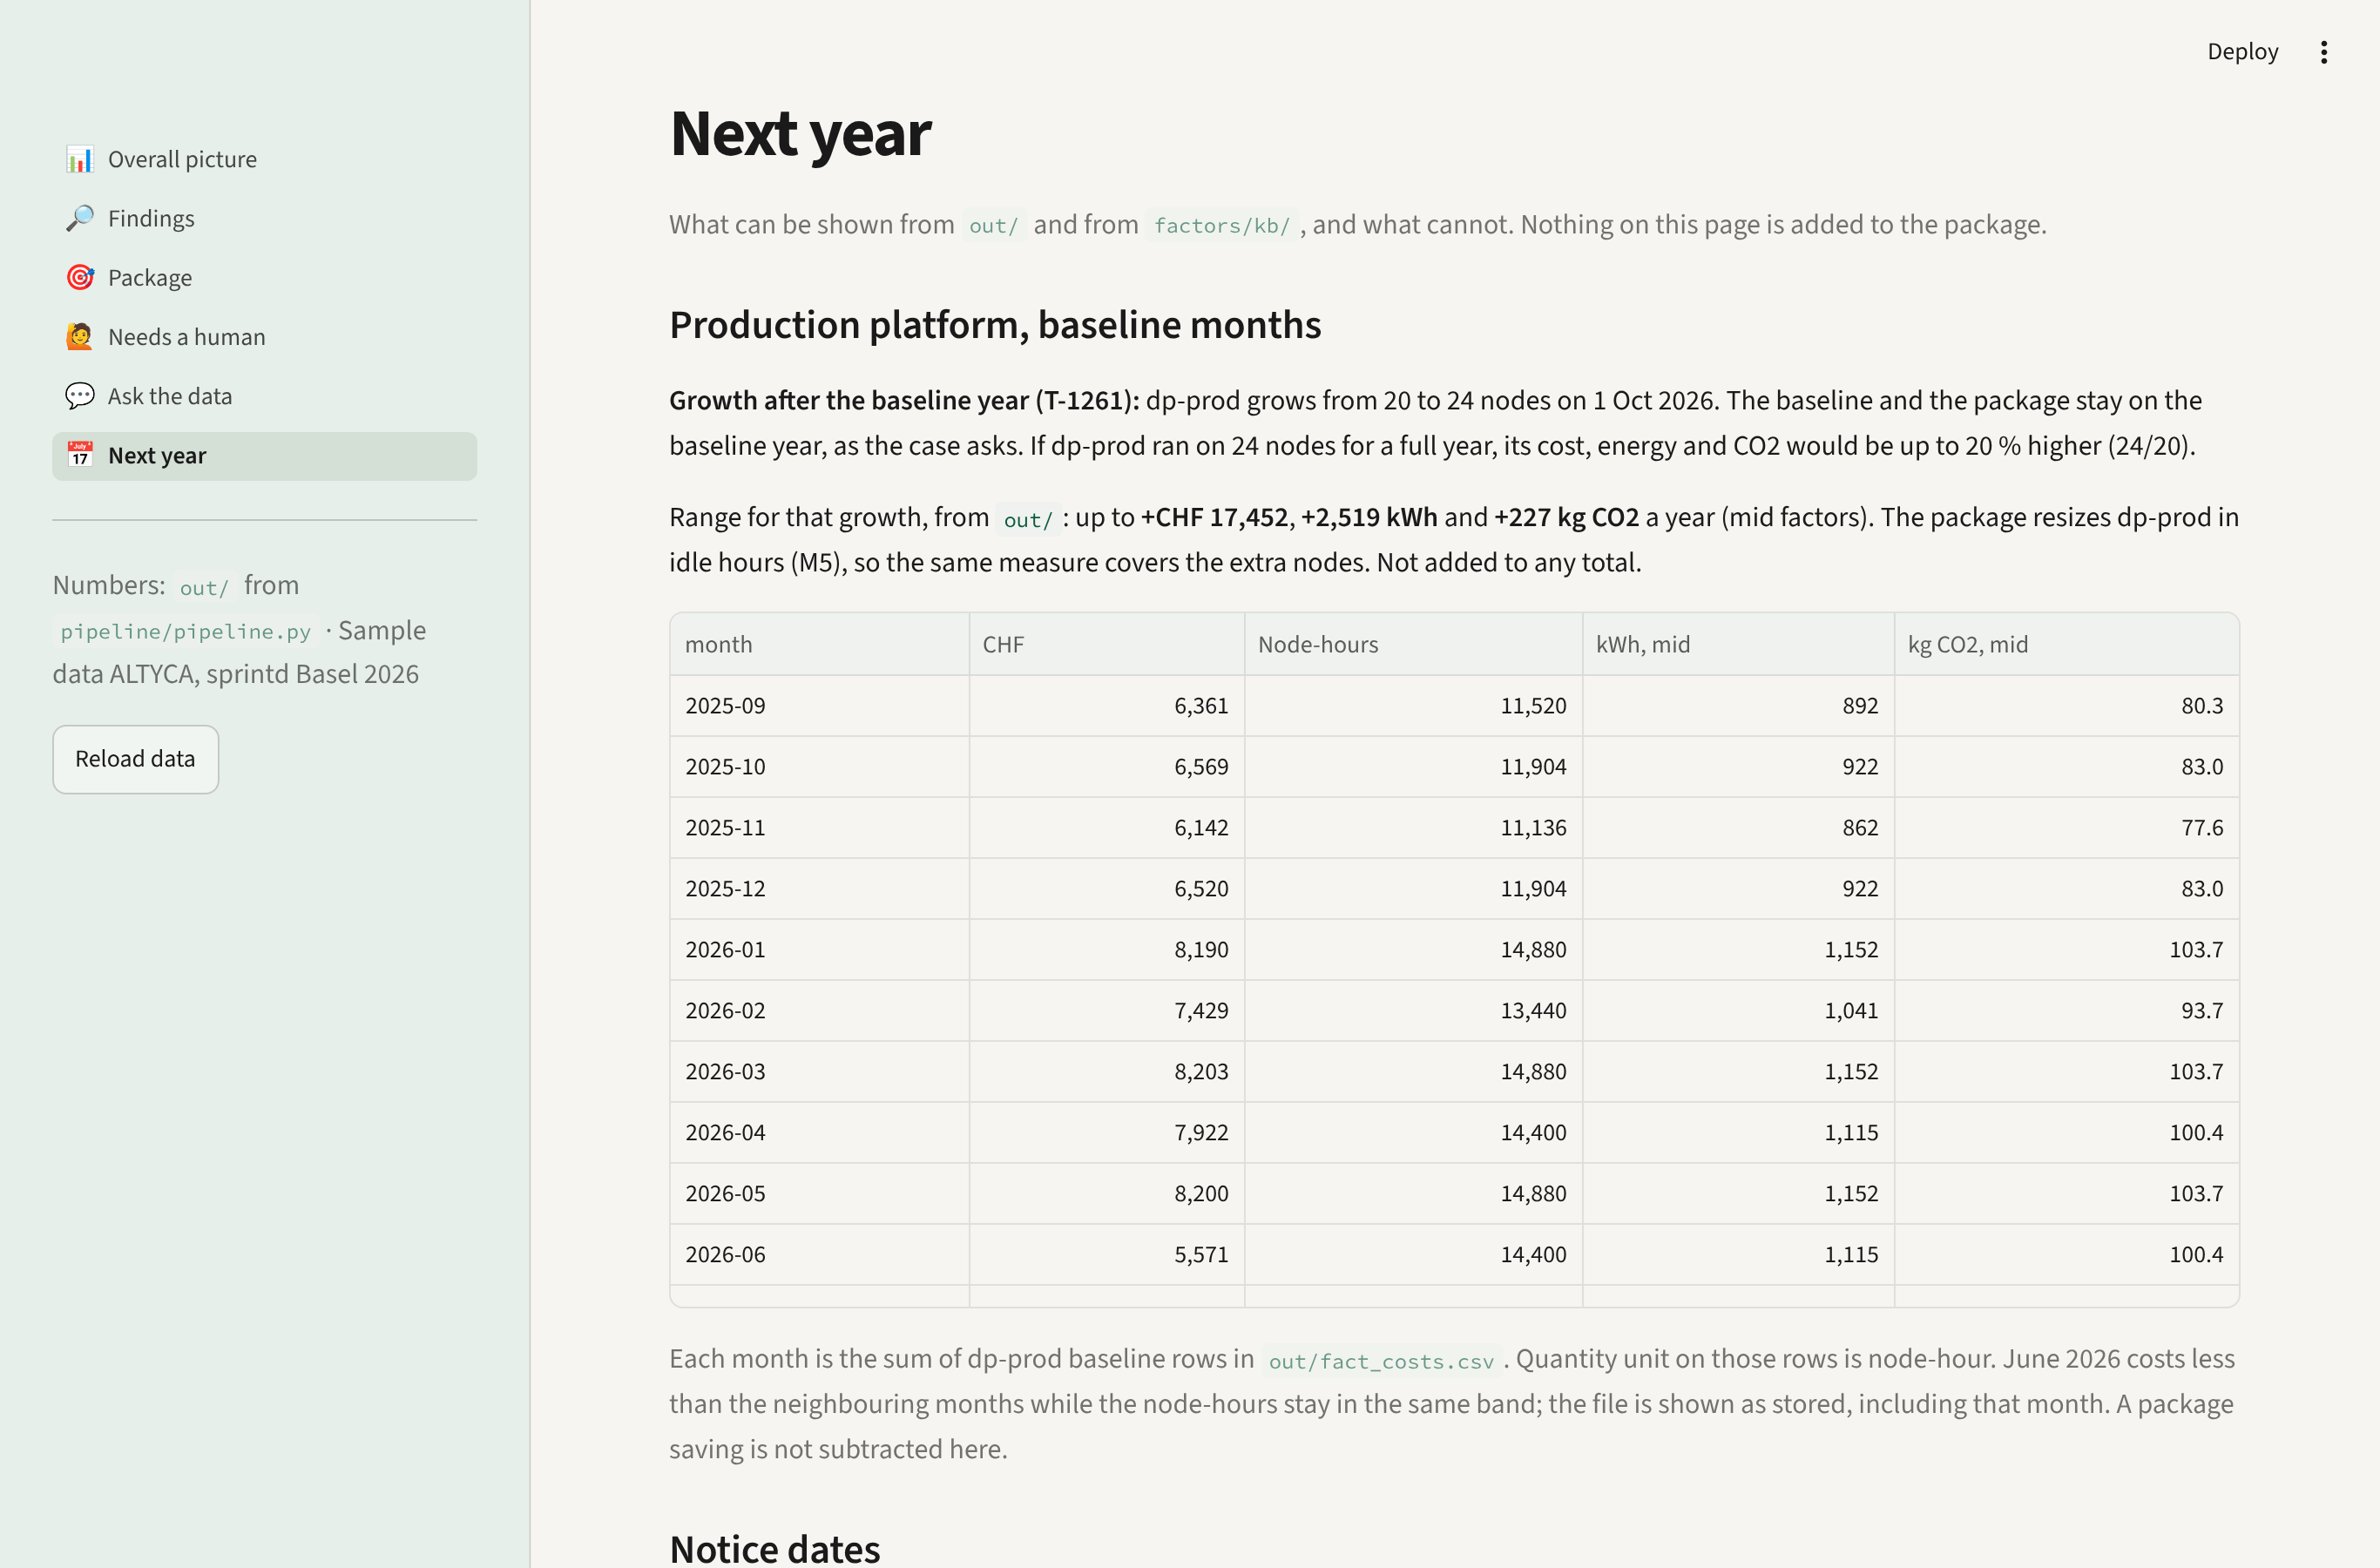 Deploy
📊 Overall picture
🔎 Findings
🎯 Package
🙋 Needs a human
💬 Ask the data
📅 Next year
Numbers: out/ from
pipeline/pipeline.py · Sample
data ALTYCA, sprintd Basel 2026
Reload data
Next year
What can be shown from out/ and from factors/kb/, and what cannot. Nothing on this page is added to the package.
Production platform, baseline months
Growth after the baseline year (T-1261): dp-prod grows from 20 to 24 nodes on 1 Oct 2026. The baseline and the package stay on the
baseline year, as the case asks. If dp-prod ran on 24 nodes for a full year, its cost, energy and CO2 would be up to 20 % higher (24/20).
Range for that growth, from out/: up to +CHF 17,452, +2,519 kWh and +227 kg CO2 a year (mid factors). The package resizes dp-prod in
idle hours (M5), so the same measure covers the extra nodes. Not added to any total.
month CHF Node-hours kWh, mid kg CO2, mid
2025-09 6,361 11,520 892 80.3
2025-10 6,569 11,904 922 83.0
2025-11 6,142 11,136 862 77.6
2025-12 6,520 11,904 922 83.0
2026-01 8,190 14,880 1,152 103.7
2026-02 7,429 13,440 1,041 93.7
2026-03 8,203 14,880 1,152 103.7
2026-04 7,922 14,400 1,115 100.4
2026-05 8,200 14,880 1,152 103.7
2026-06 5,571 14,400 1,115 100.4
Each month is the sum of dp-prod baseline rows in out/fact_costs.csv. Quantity unit on those rows is node-hour. June 2026 costs less
than the neighbouring months while the node-hours stay in the same band; the file is shown as stored, including that month. A package
saving is not subtracted here.
Notice dates